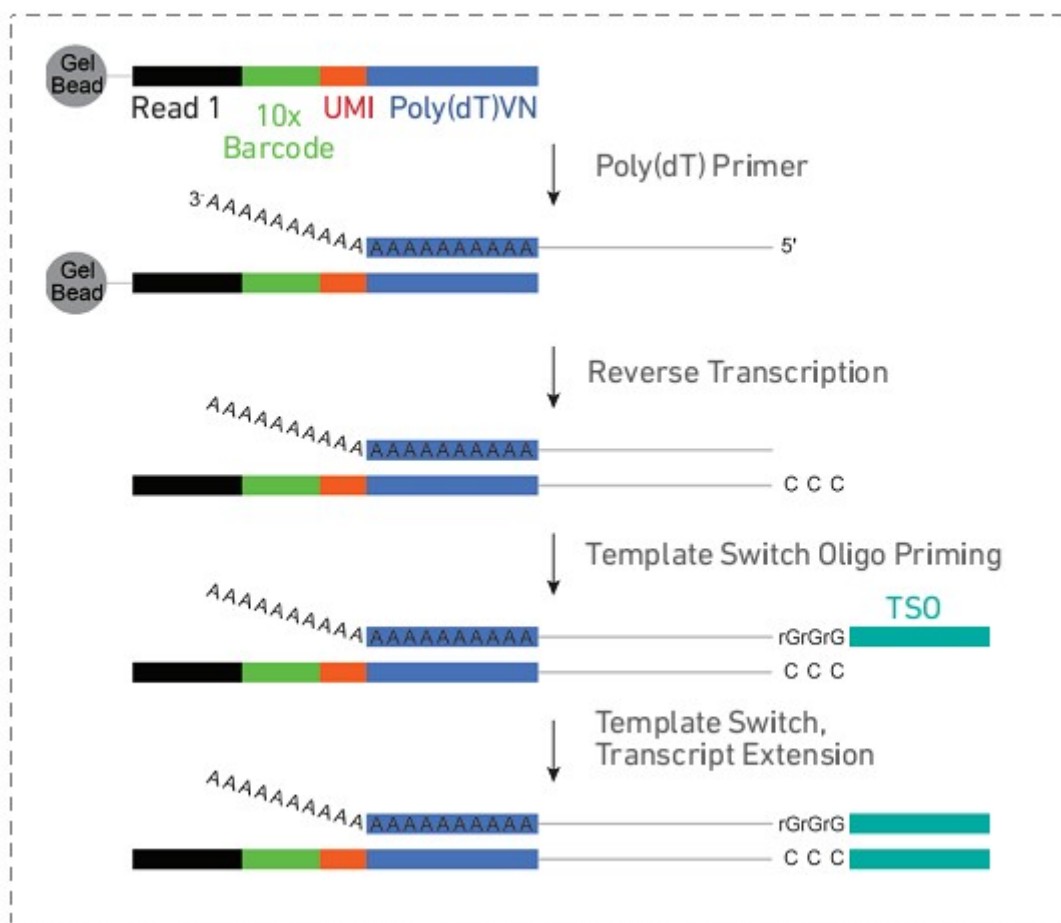 Gel
Bead
Read 1
10x
Barcode
UMI
Poly(dT)VN
Poly(dT) Primer
3'
AAAAAAAAAA
AAAAAAAAAA
5'
Gel
Bead
Reverse Transcription
AAAAAAAAAA
AAAAAAAAAA
C C C
Template Switch Oligo Priming
TSO
AAAAAAAAAA
AAAAAAAAAA
rGrGrG
C C C
Template Switch,
Transcript Extension
AAAAAAAAAA
AAAAAAAAAA
rGrGrG
C C C